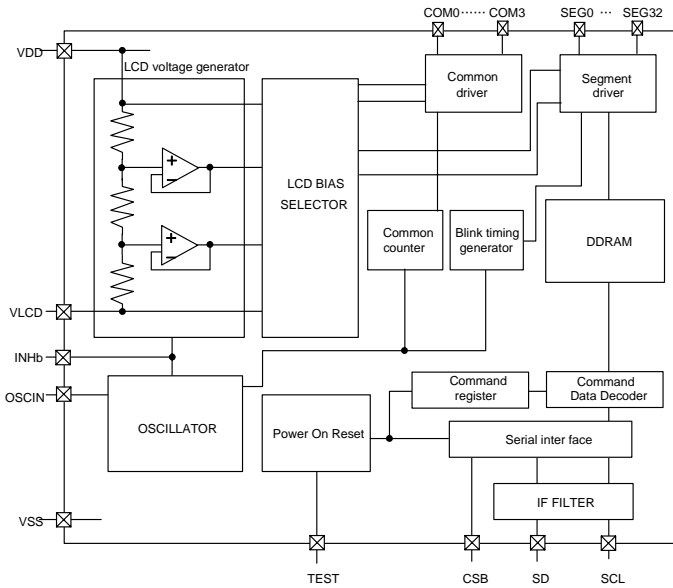 COM0 ······ COM3
SEG0 ··· SEG32
VDD
LCD voltage generator
Common
driver
Segment
driver
+
−
+
−
LCD BIAS
SELECTOR
Common
counter
Blink timing
generator
DDRAM
VLCD
INHb
OSCIN
OSCILLATOR
Power On Reset
Command
register
Command
Data Decoder
Serial inter face
IF FILTER
VSS
TEST
CSB
SD
SCL